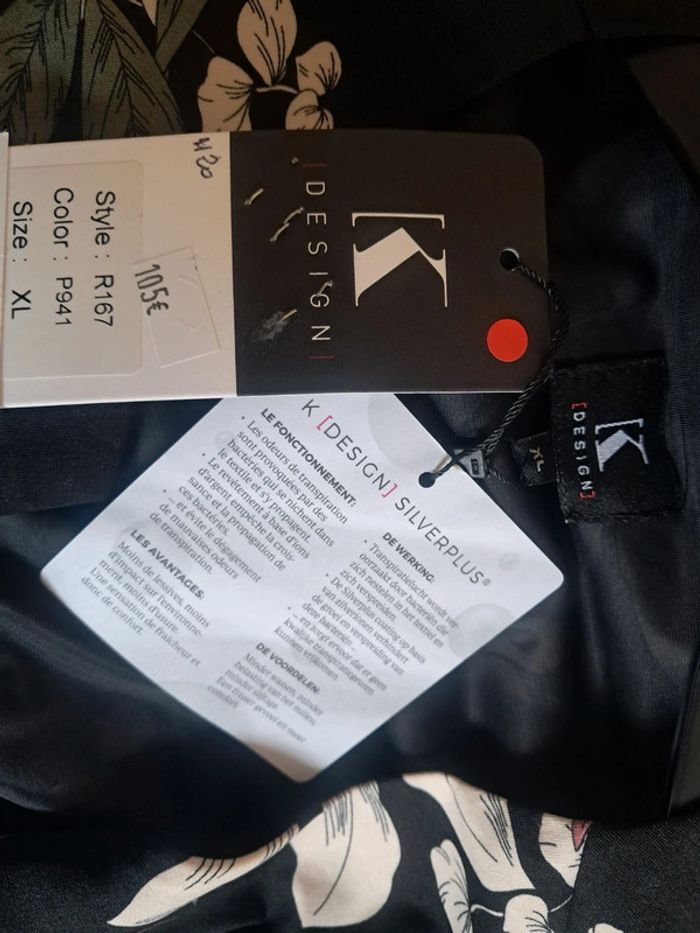 K
[DESIGN]
H20
105€
Style : R167
Color : P941
Size : XL
K
[DESIGN]
XL
K [DESIGN] SILVERPLUS®
LE FONCTIONNEMENT:
• Les odeurs de transpiration
sont provoquées par des
bactéries qui se nichent dans
le textile et s'y propagent.
• Le revêtement à base d'ions
d'argent empêche la crois-
sance et la propagation de
ces bactéries.
• ... et évite le dégagement
de mauvaises odeurs
de transpiration.
LES AVANTAGES:
Moins de lessives, moins
d'impact sur l'environne-
ment, moins d'usure.
Une sensation de fraîcheur et
donc de confort.
DE WERKING:
• Transpiratielucht wordt ver-
oorzaakt door bacteriën die
zich nestelen in het textiel en
zich verspreiden.
• De Silverplus coating op basis
van zilverionen verhindert
de groei en verspreiding van
deze bacteriën ...
• ... en zorgt ervoor dat er geen
kwalijke transpiratiegeuren
kunnen vrijkomen.
DE VOORDELEN:
Minder wassen, minder
belasting van het milieu,
minder slijtage.
Een frisser gevoel en meer
comfort.